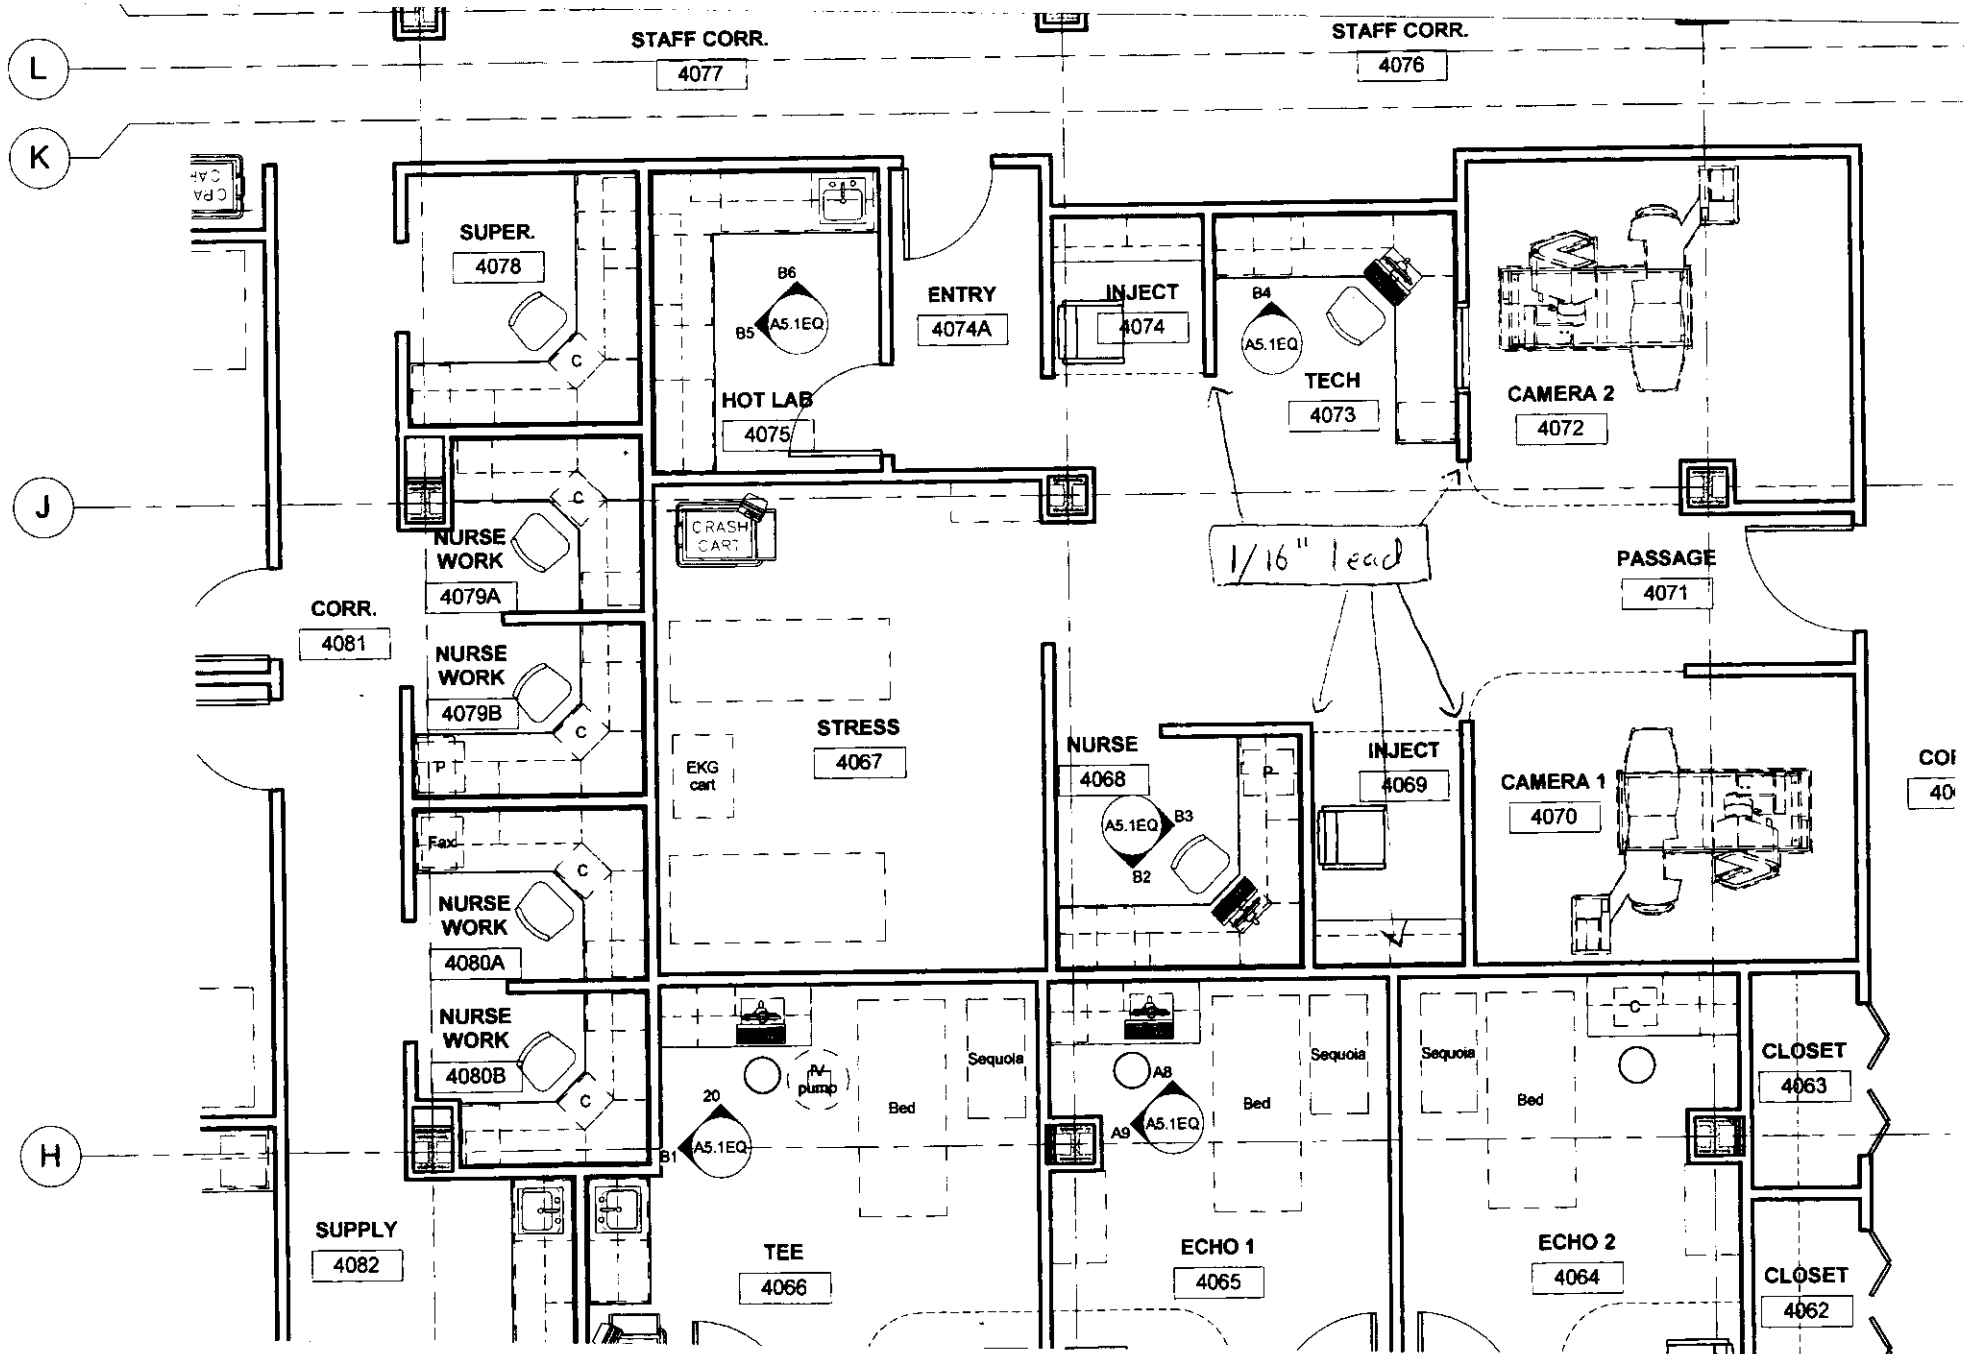 L
STAFF CORR.
4077
STAFF CORR.
4076
K
CRASH
CART
SUPER.
4078
C
B6
B5
A5.1EQ
HOT LAB
4075
ENTRY
4074A
INJECT
4074
B4
A5.1EQ
TECH
4073
CAMERA 2
4072
J
C
NURSE
WORK
4079A
CRASH
CART
1/16" lead
PASSAGE
4071
CORR.
4081
NURSE
WORK
4079B
C
P
STRESS
4067
EKG
cart
NURSE
4068
P
A5.1EQ
B3
B2
INJECT
4069
CAMERA 1
4070
Fax
C
NURSE
WORK
4080A
NURSE
WORK
4080B
C
IV
pump
Sequoia
Bed
Sequoia
Bed
Sequoia
Bed
C
CLOSET
4063
H
20
B1
A5.1EQ
A8
A9
A5.1EQ
SUPPLY
4082
TEE
4066
ECHO 1
4065
ECHO 2
4064
CLOSET
4062